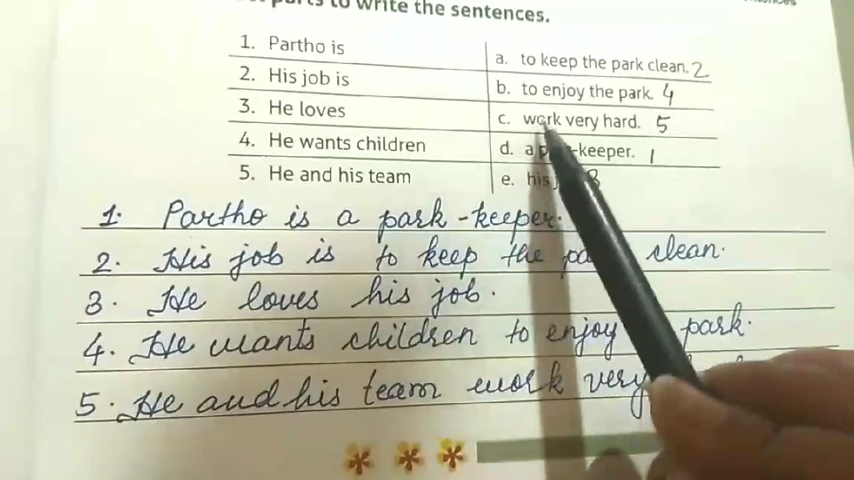 parts to write the sentences.
1. Partho is
a. to keep the park clean. 2
2. His job is
b. to enjoy the park. 4
3. He loves
c. work very hard. 5
4. He wants children
d. a -keeper. 1
5. He and his team
e. his
1. Partho is a park-keeper.
2. His job is to keep the clean.
3. He loves his job.
4. He wants children to enjoy park.
5. He and his team work very